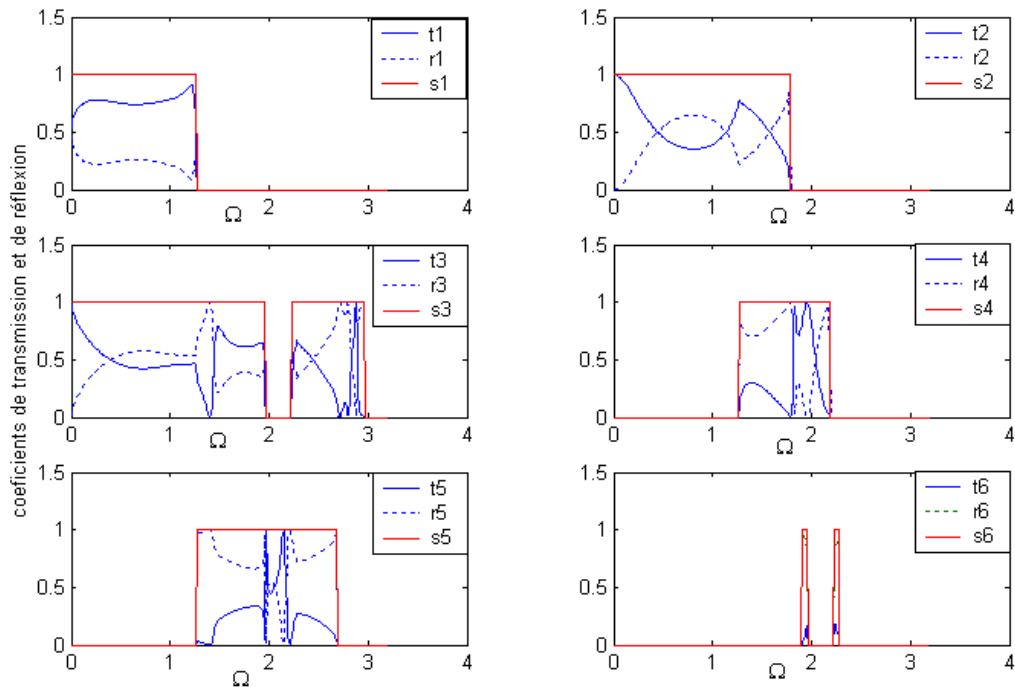 coeficients de transmission et de réflexion
1.5
1
0.5
0
0 1 2 3 4
Ω
t1
r1
s1
1.5
1
0.5
0
0 1 2 3 4
Ω
t2
r2
s2
1.5
1
0.5
0
0 1 2 3 4
Ω
t3
r3
s3
1.5
1
0.5
0
0 1 2 3 4
Ω
t4
r4
s4
1.5
1
0.5
0
0 1 2 3 4
Ω
t5
r5
s5
1.5
1
0.5
0
0 1 2 3 4
Ω
t6
r6
s6